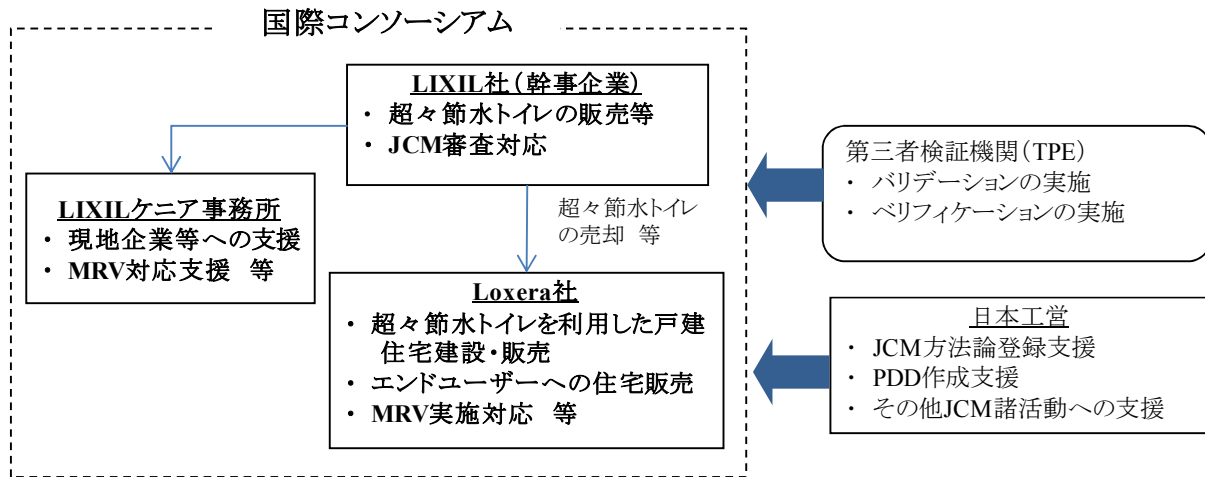 国際コンソーシアム
LIXIL社（幹事企業）
・ 超々節水トイレの販売等
・ JCM審査対応
LIXILケニア事務所
・ 現地企業等への支援
・ MRV対応支援 等
超々節水トイレ
の売却 等
Loxera社
・ 超々節水トイレを利用した戸建
住宅建設・販売
・ エンドユーザーへの住宅販売
・ MRV実施対応 等
第三者検証機関（TPE）
・ バリデーションの実施
・ ベリフィケーションの実施
日本工営
・ JCM方法論登録支援
・ PDD作成支援
・ その他JCM諸活動への支援